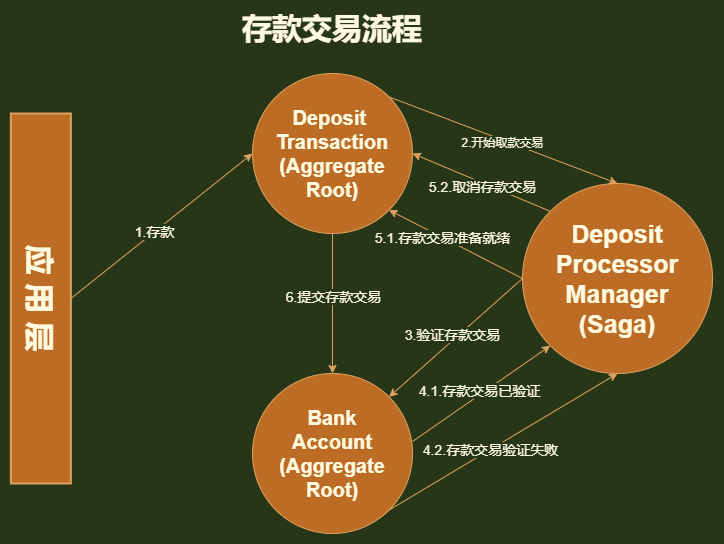 存款交易流程
Deposit
Transaction
(Aggregate
Root)
2.开始取款交易
5.2.取消存款交易
1.存款
5.1.存款交易准备就绪
Deposit
Processor
Manager
(Saga)
应用层
6.提交存款交易
3.验证存款交易
4.1.存款交易已验证
Bank
Account
(Aggregate
Root)
4.2.存款交易验证失败